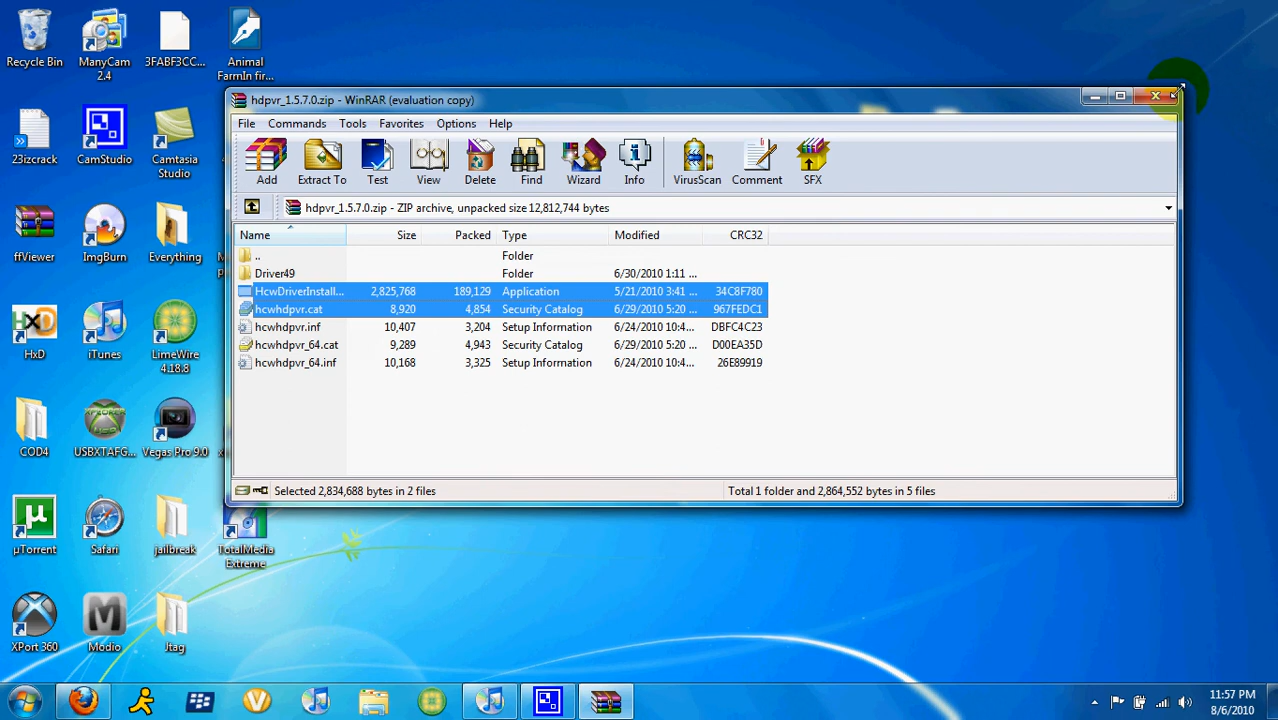 Recycle Bin
ManyCam 2.4
3FABF3CC...
Animal FarmIn fir...
23izcrack
CamStudio
Camtasia Studio
ffViewer
ImgBurn
Everything
HxD
iTunes
LimeWire 4.18.8
COD4
USBXTAFG...
Vegas Pro 9.0
µTorrent
Safari
jailbreak
TotalMedia Extreme
XPort 360
Modio
Jtag
hdpvr_1.5.7.0.zip - WinRAR (evaluation copy)
File Commands Tools Favorites Options Help
Add Extract To Test View Delete Find Wizard Info VirusScan Comment SFX
hdpvr_1.5.7.0.zip - ZIP archive, unpacked size 12,812,744 bytes
Name Size Packed Type Modified CRC32
.. Folder
Driver49 Folder 6/30/2010 1:11 ...
HcwDriverInstall... 2,825,768 189,129 Application 5/21/2010 3:41 ... 34C8F780
hcwhdpvr.cat 8,920 4,854 Security Catalog 6/29/2010 5:20 ... 967FEDC1
hcwhdpvr.inf 10,407 3,204 Setup Information 6/24/2010 10:4... DBFC4C23
hcwhdpvr_64.cat 9,289 4,943 Security Catalog 6/29/2010 5:20 ... D00EA35D
hcwhdpvr_64.inf 10,168 3,325 Setup Information 6/24/2010 10:4... 26E89919
Selected 2,834,688 bytes in 2 files
Total 1 folder and 2,864,552 bytes in 5 files
11:57 PM
8/6/2010